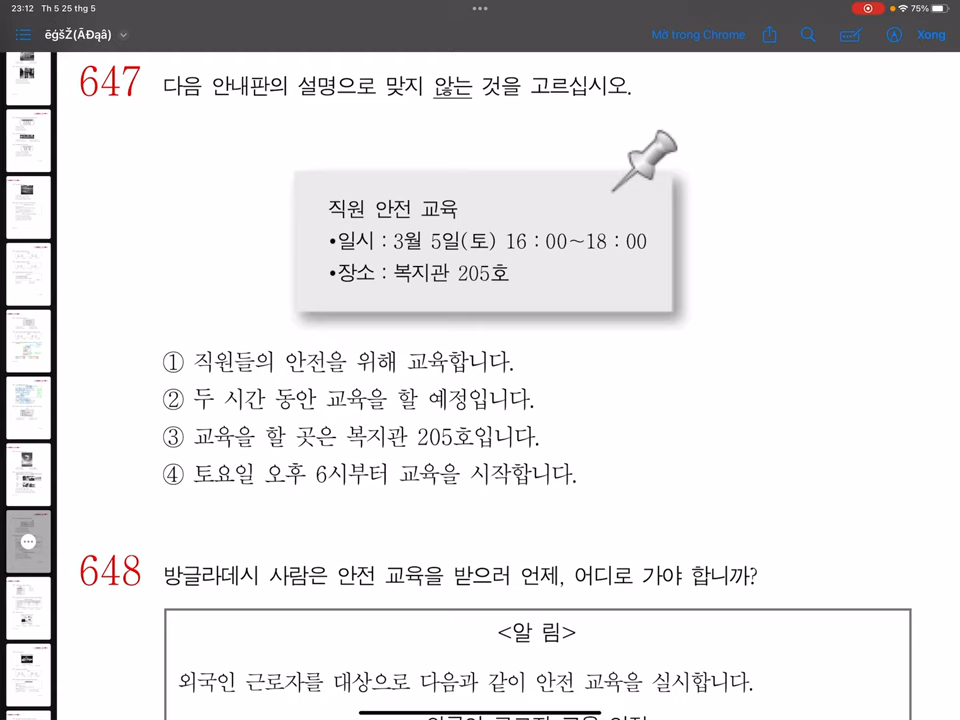 23:12 Th 5 25 thg 5
75%
ēģšŽ(ÃĐąâ)
Mở trong Chrome
Xong
647 다음 안내판의 설명으로 맞지 않는 것을 고르십시오.
직원 안전 교육
•일시 : 3월 5일(토) 16 : 00~18 : 00
•장소 : 복지관 205호
① 직원들의 안전을 위해 교육합니다.
② 두 시간 동안 교육을 할 예정입니다.
③ 교육을 할 곳은 복지관 205호입니다.
④ 토요일 오후 6시부터 교육을 시작합니다.
648 방글라데시 사람은 안전 교육을 받으러 언제, 어디로 가야 합니까?
<알 림>
외국인 근로자를 대상으로 다음과 같이 안전 교육을 실시합니다.